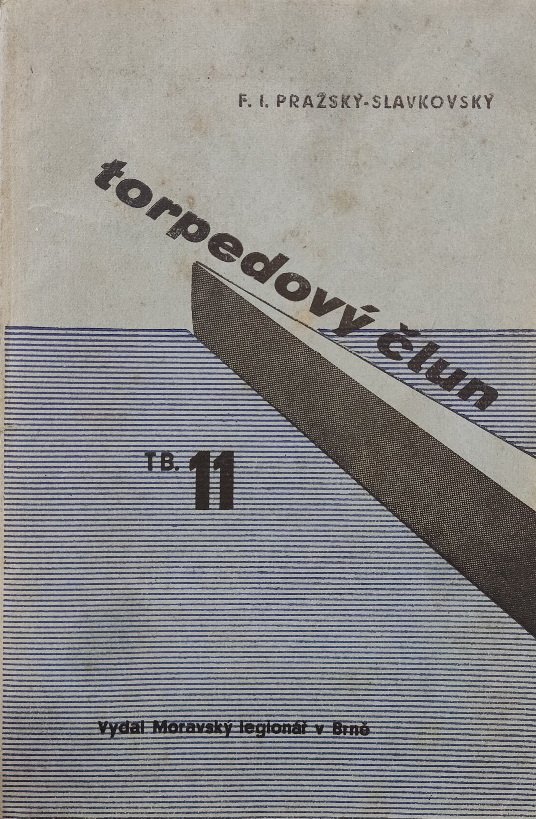 F. I. PRAŽSKÝ-SLAVKOVSKÝ
torpedový člun
TB. 11
Vydal Moravský legionář v Brně